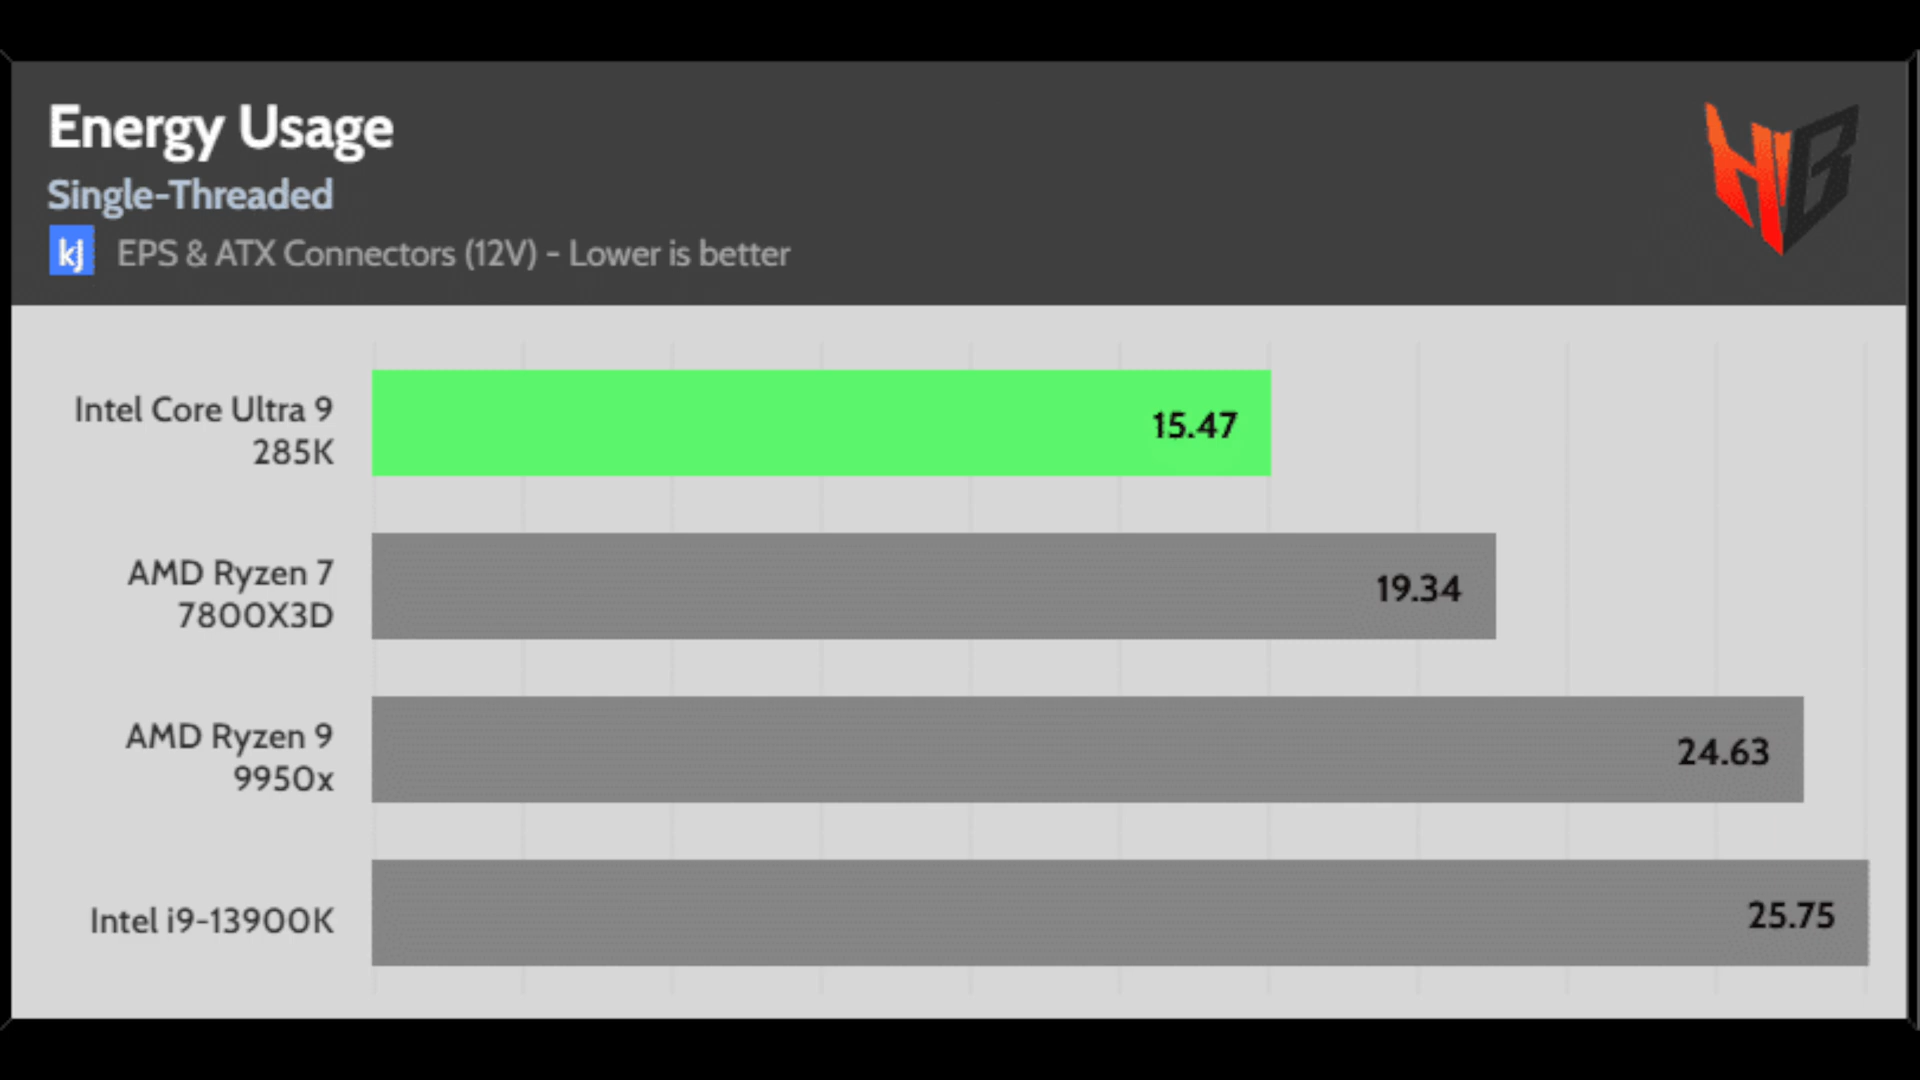 Energy Usage
Single-Threaded
kj EPS & ATX Connectors (12V) - Lower is better
HB
Intel Core Ultra 9
285K
15.47
AMD Ryzen 7
7800X3D
19.34
AMD Ryzen 9
9950x
24.63
Intel i9-13900K
25.75